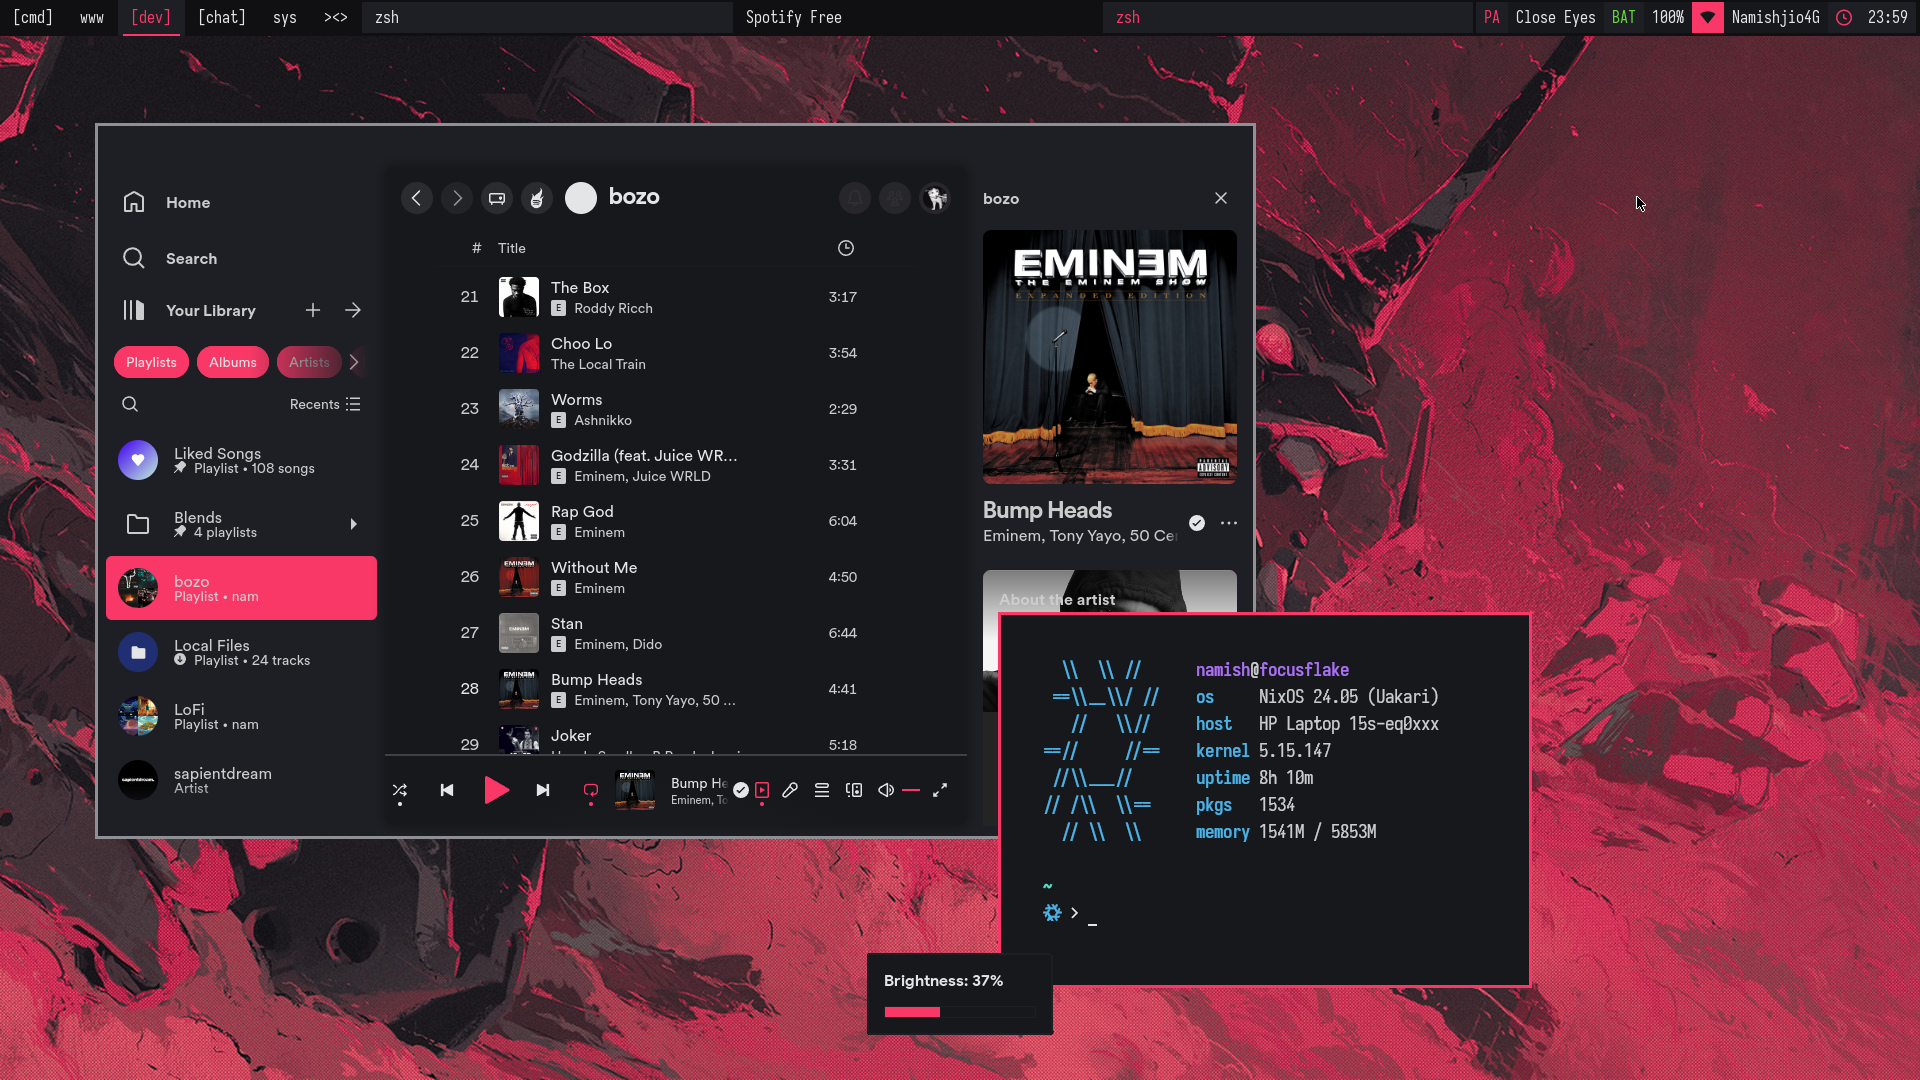 [cmd] www [dev] [chat] sys ><> zsh Spotify Free zsh PA Close Eyes BAT 100% Namishjio4G 23:59
Home
Search
Your Library
Playlists Albums Artists
Recents
Liked Songs
Playlist • 108 songs
Blends
4 playlists
bozo
Playlist • nam
Local Files
Playlist • 24 tracks
LoFi
Playlist • nam
sapientdream
Artist
bozo
# Title
21 The Box 3:17
E Roddy Ricch
22 Choo Lo 3:54
The Local Train
23 Worms 2:29
E Ashnikko
24 Godzilla (feat. Juice WR... 3:31
E Eminem, Juice WRLD
25 Rap God 6:04
E Eminem
26 Without Me 4:50
E Eminem
27 Stan 6:44
E Eminem, Dido
28 Bump Heads 4:41
E Eminem, Tony Yayo, 50 ...
29 Joker 5:18
Bump He
Eminem, To
bozo
EMINEM
THE EMINEM SHOW
EXPANDED EDITION
PARENTAL
ADVISORY
Bump Heads
Eminem, Tony Yayo, 50 Ce
About the artist
namish@focusflake
os NixOS 24.05 (Uakari)
host HP Laptop 15s-eq0xxx
kernel 5.15.147
uptime 8h 10m
pkgs 1534
memory 1541M / 5853M
~
> _
Brightness: 37%